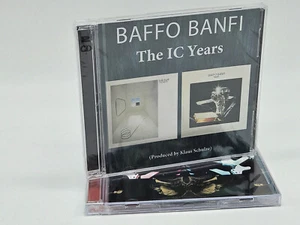 BAFFO BANFI
The IC Years
(Produced by Klaus Schulze)